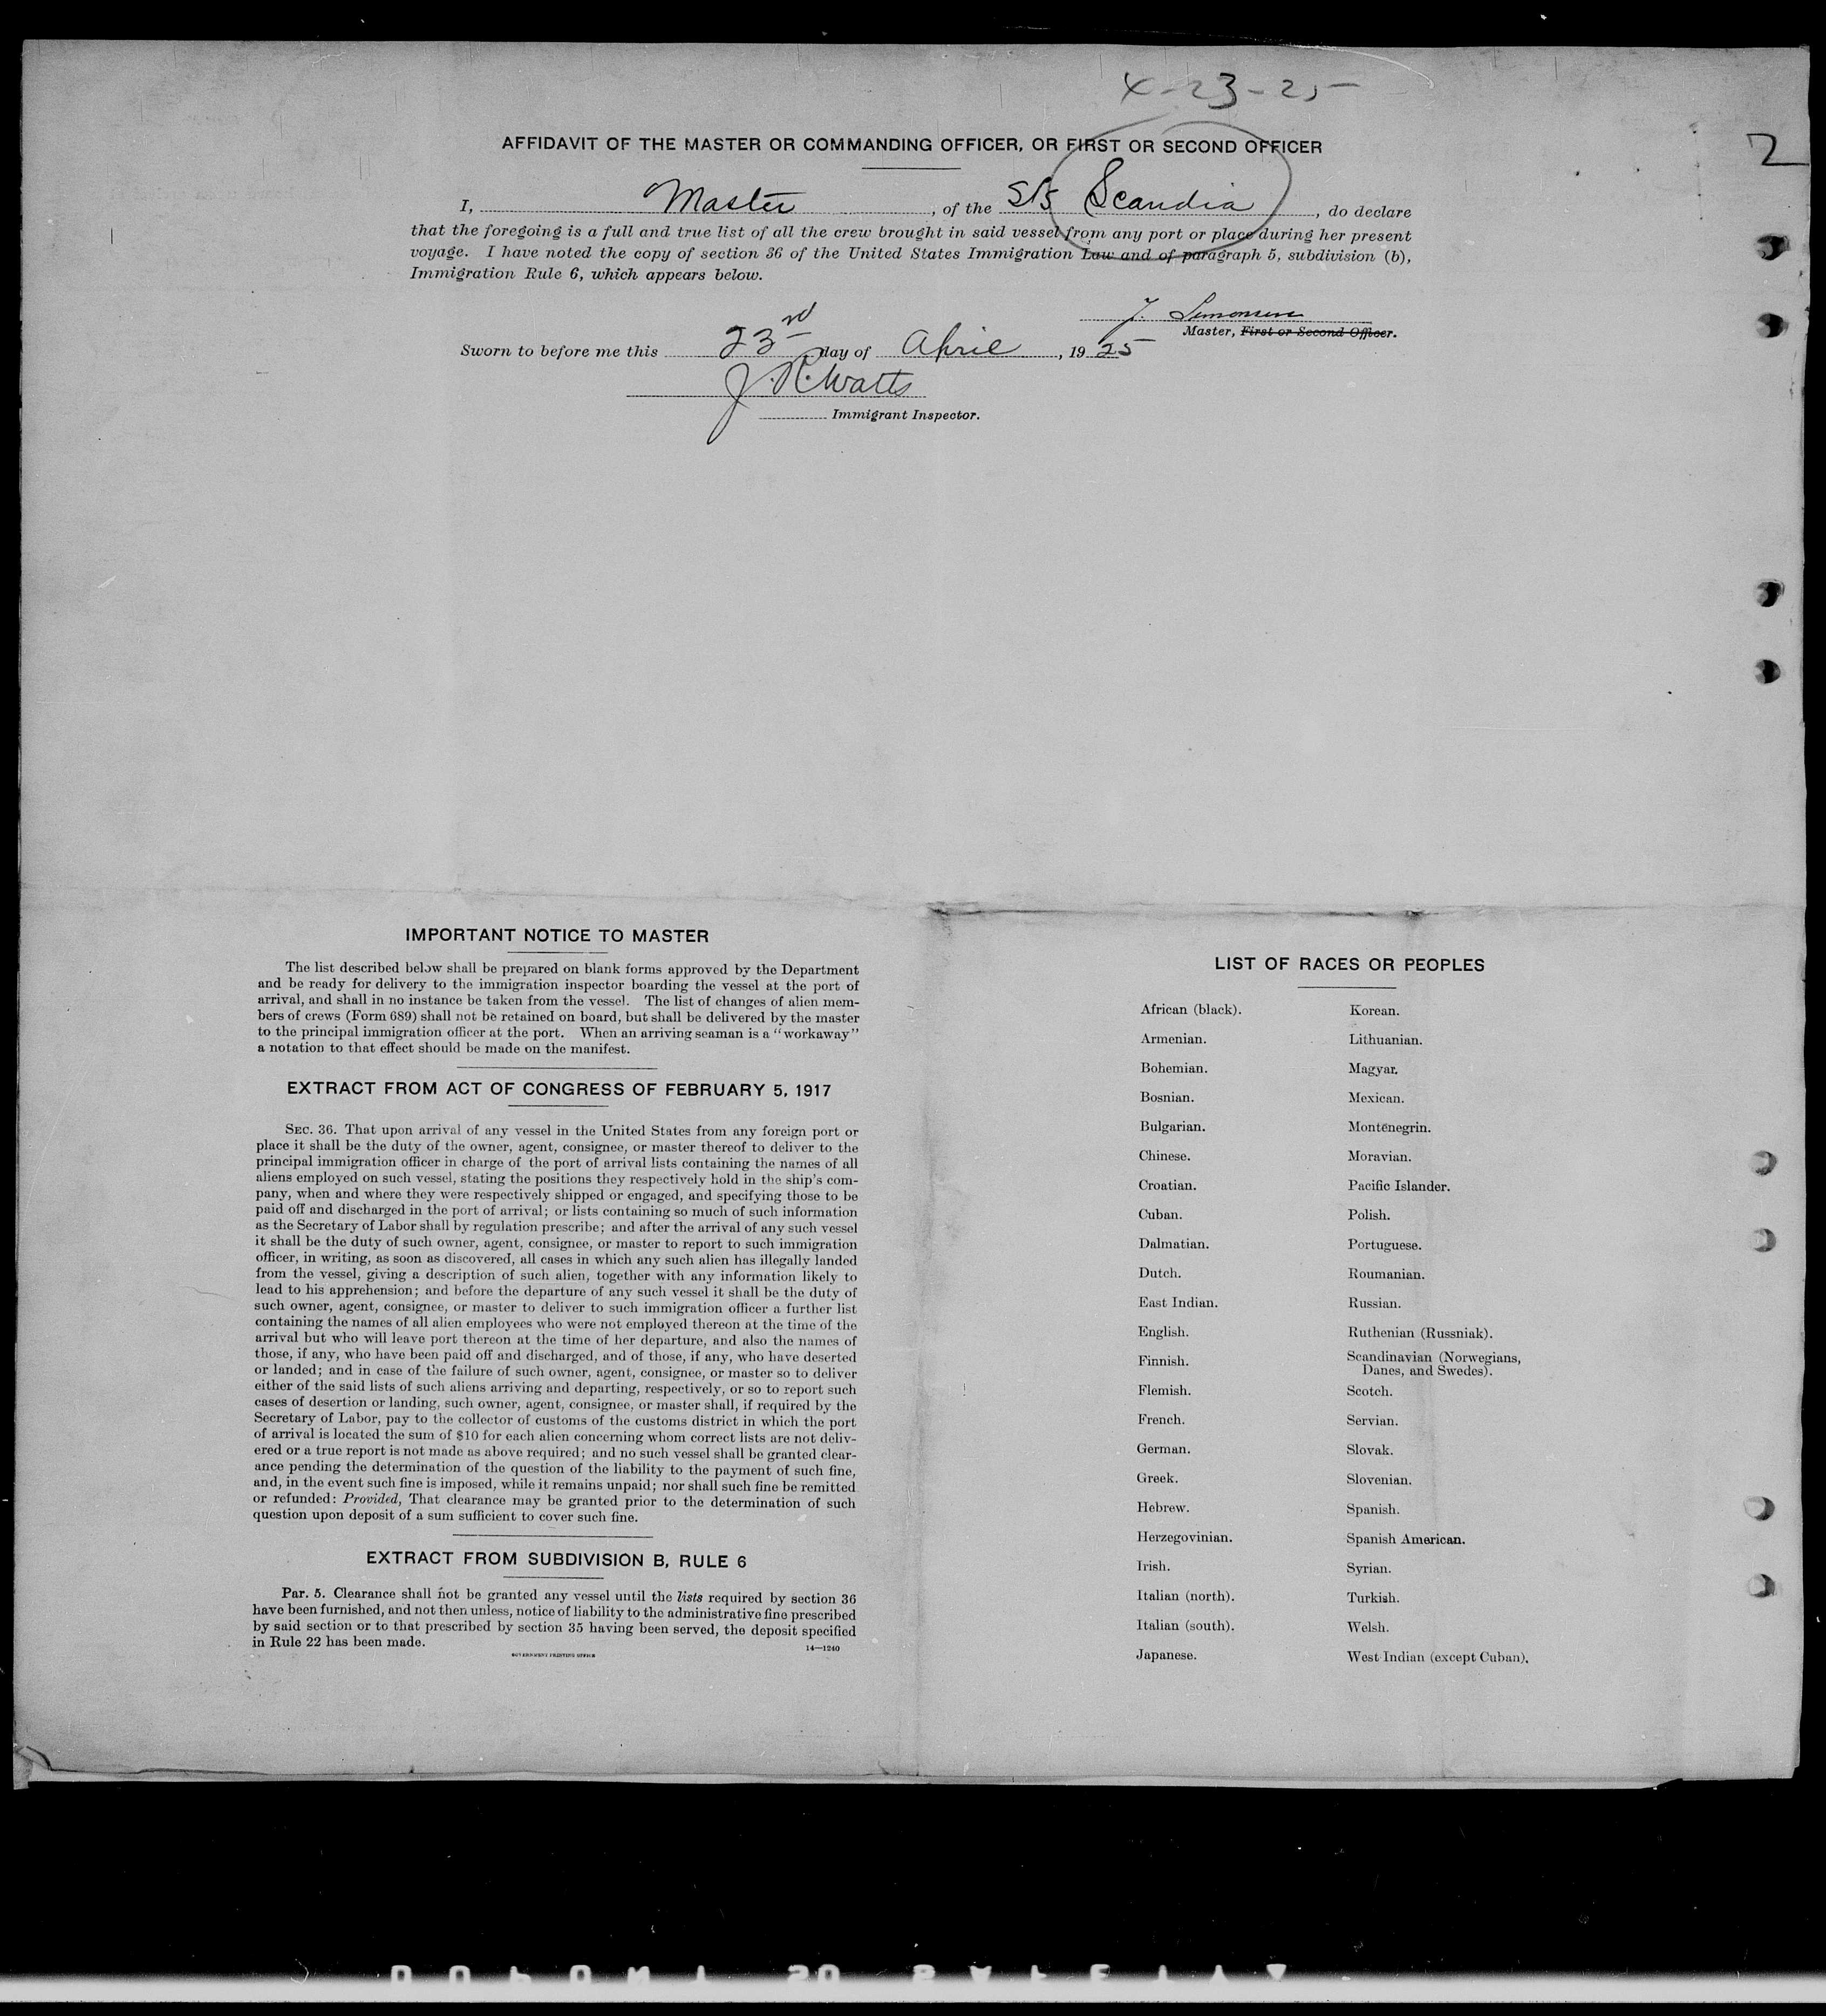 4-23-25
2
AFFIDAVIT OF THE MASTER OR COMMANDING OFFICER, OR FIRST OR SECOND OFFICER
I, Master, of the S/S Scandia, do declare
that the foregoing is a full and true list of all the crew brought in said vessel from any port or place during her present
voyage. I have noted the copy of section 36 of the United States Immigration Law and of paragraph 5, subdivision (b),
Immigration Rule 6, which appears below.
Simonsen
Master, First or Second Officer.
Sworn to before me this 23rd day of April, 1925
J. R. Watts
Immigrant Inspector.
IMPORTANT NOTICE TO MASTER
The list described below shall be prepared on blank forms approved by the Department
and be ready for delivery to the immigration inspector boarding the vessel at the port of
arrival, and shall in no instance be taken from the vessel. The list of changes of alien mem-
bers of crews (Form 689) shall not be retained on board, but shall be delivered by the master
to the principal immigration officer at the port. When an arriving seaman is a "workaway"
a notation to that effect should be made on the manifest.
EXTRACT FROM ACT OF CONGRESS OF FEBRUARY 5, 1917
SEC. 36. That upon arrival of any vessel in the United States from any foreign port or
place it shall be the duty of the owner, agent, consignee, or master thereof to deliver to the
principal immigration officer in charge of the port of arrival lists containing the names of all
aliens employed on such vessel, stating the positions they respectively hold in the ship's com-
pany, when and where they were respectively shipped or engaged, and specifying those to be
paid off and discharged in the port of arrival; or lists containing so much of such information
as the Secretary of Labor shall by regulation prescribe; and after the arrival of any such vessel
it shall be the duty of such owner, agent, consignee, or master to report to such immigration
officer, in writing, as soon as discovered, all cases in which any such alien has illegally landed
from the vessel, giving a description of such alien, together with any information likely to
lead to his apprehension; and before the departure of any such vessel it shall be the duty of
such owner, agent, consignee, or master to deliver to such immigration officer a further list
containing the names of all alien employees who were not employed thereon at the time of the
arrival but who will leave port thereon at the time of her departure, and also the names of
those, if any, who have been paid off and discharged, and of those, if any, who have deserted
or landed; and in case of the failure of such owner, agent, consignee, or master so to deliver
either of the said lists of such aliens arriving and departing, respectively, or so to report such
cases of desertion or landing, such owner, agent, consignee, or master shall, if required by the
Secretary of Labor, pay to the collector of customs of the customs district in which the port
of arrival is located the sum of $10 for each alien concerning whom correct lists are not deliv-
ered or a true report is not made as above required; and no such vessel shall be granted clear-
ance pending the determination of the question of the liability to the payment of such fine,
and, in the event such fine is imposed, while it remains unpaid; nor shall such fine be remitted
or refunded: Provided, That clearance may be granted prior to the determination of such
question upon deposit of a sum sufficient to cover such fine.
EXTRACT FROM SUBDIVISION B, RULE 6
Par. 5. Clearance shall not be granted any vessel until the lists required by section 36
have been furnished, and not then unless, notice of liability to the administrative fine prescribed
by said section or to that prescribed by section 35 having been served, the deposit specified
in Rule 22 has been made.
14—1240
GOVERNMENT PRINTING OFFICE
LIST OF RACES OR PEOPLES
African (black).
Armenian.
Bohemian.
Bosnian.
Bulgarian.
Chinese.
Croatian.
Cuban.
Dalmatian.
Dutch.
East Indian.
English.
Finnish.
Flemish.
French.
German.
Greek.
Hebrew.
Herzegovinian.
Irish.
Italian (north).
Italian (south).
Japanese.
Korean.
Lithuanian.
Magyar.
Mexican.
Montenegrin.
Moravian.
Pacific Islander.
Polish.
Portuguese.
Roumanian.
Russian.
Ruthenian (Russniak).
Scandinavian (Norwegians,
Danes, and Swedes).
Scotch.
Servian.
Slovak.
Slovenian.
Spanish.
Spanish American.
Syrian.
Turkish.
Welsh.
West Indian (except Cuban).